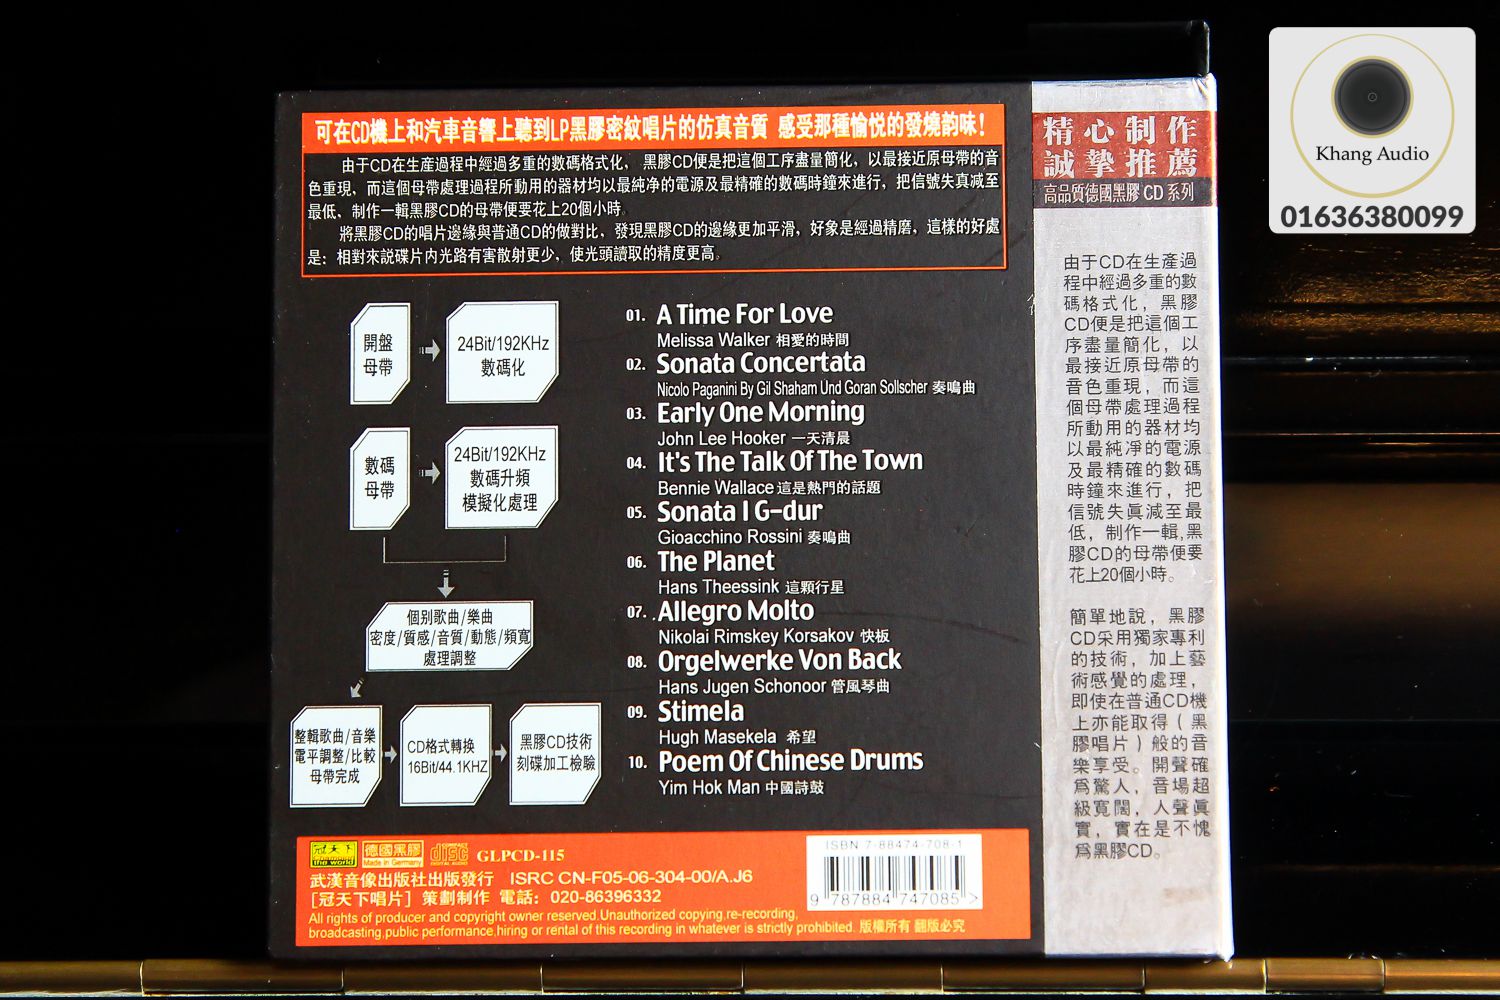 可在CD機上和汽車音響上聽到LP黑膠密紋唱片的仿真音質 感受那種愉悦的發燒韵味!
由于CD在生産過程中經過多重的數碼格式化, 黑膠CD便是把這個工序盡量簡化,以最接近原母帶的音
色重現, 而這個母帶處理過程所動用的器材均以最純净的電源及最精確的數碼時鐘來進行, 把信號失真减至
最低、制作一輯黑膠CD的母帶便要花上20個小時。
將黑膠CD的唱片邊緣與普通CD的做對比、發現黑膠CD的邊緣更加平滑, 好象是經過精磨, 這樣的好處
是: 相對來説碟片内光路有害散射更少、使光頭讀取的精度更高。
開盤
母帶
24Bit/192KHz
數碼化
數碼
母帶
24Bit/192KHz
數碼升頻
模擬化處理
個别歌曲/樂曲
密度/質感/音質/動態/頻寬
處理調整
整輯歌曲/音樂
電平調整/比較
母帶完成
CD格式轉换
16Bit/44.1KHZ
黑膠CD技術
刻碟加工檢驗
01. A Time For Love
Melissa Walker 相愛的時間
02. Sonata Concertata
Nicolo Paganini By Gil Shaham Und Goran Sollscher 奏鳴曲
03. Early One Morning
John Lee Hooker 一天清晨
04. It's The Talk Of The Town
Bennie Wallace 這是熱門的話題
05. Sonata I G-dur
Gioacchino Rossini 奏鳴曲
06. The Planet
Hans Theessink 這顆行星
07. Allegro Molto
Nikolai Rimskey Korsakov 快板
08. Orgelwerke Von Back
Hans Jugen Schonoor 管風琴曲
09. Stimela
Hugh Masekela 希望
10. Poem Of Chinese Drums
Yim Hok Man 中國詩鼓
冠天下
the world
德國黑膠
Made in Germany
disc
DIGITAL AUDIO
GLPCD-115
武漢音像出版社出版發行 ISRC CN-F05-06-304-00/A.J6
[冠天下唱片] 策劃制作 電話: 020-86396332
All rights of producer and copyright owner reserved.Unauthorized copying,re-recording,
broadcasting,public performance,hiring or rental of this recording in whatever is strictly prohibited. 版權所有 翻版必究
ISBN 7-88474-708-1
9 787884 747085 >
精心制作
誠摯推薦
高品質德國黑膠CD系列
由于CD在生產過
程中經過多重的數
碼格式化, 黑膠
CD便是把這個工
序盡量簡化, 以
最接近原母帶的
音色重現, 而這
個母帶處理過程
所動用的器材均
以最純凈的電源
及最精確的數碼
時鐘來進行, 把
信號失真減至最
低, 制作一輯,黑
膠CD的母帶便要
花上20個小時。
簡單地說, 黑膠
CD采用獨家專利
的技術, 加上藝
術感覺的處理,
即使在普通CD機
上亦能取得(黑
膠唱片)般的音
樂享受。開聲確
爲驚人, 音場超
級寬闊, 人聲眞
實, 實在是不愧
爲黑膠CD。
Khang Audio
01636380099